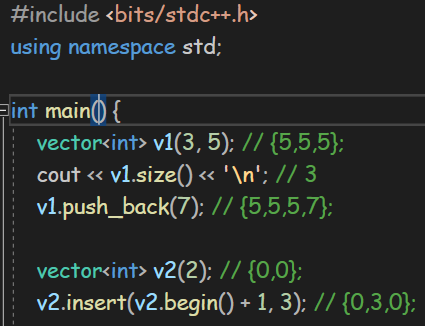 #include <bits/stdc++.h>
using namespace std;
int main() {
vector<int> v1(3, 5); // {5,5,5};
cout << v1.size() << '\n'; // 3
v1.push_back(7); // {5,5,5,7};
vector<int> v2(2); // {0,0};
v2.insert(v2.begin() + 1, 3); // {0,3,0};